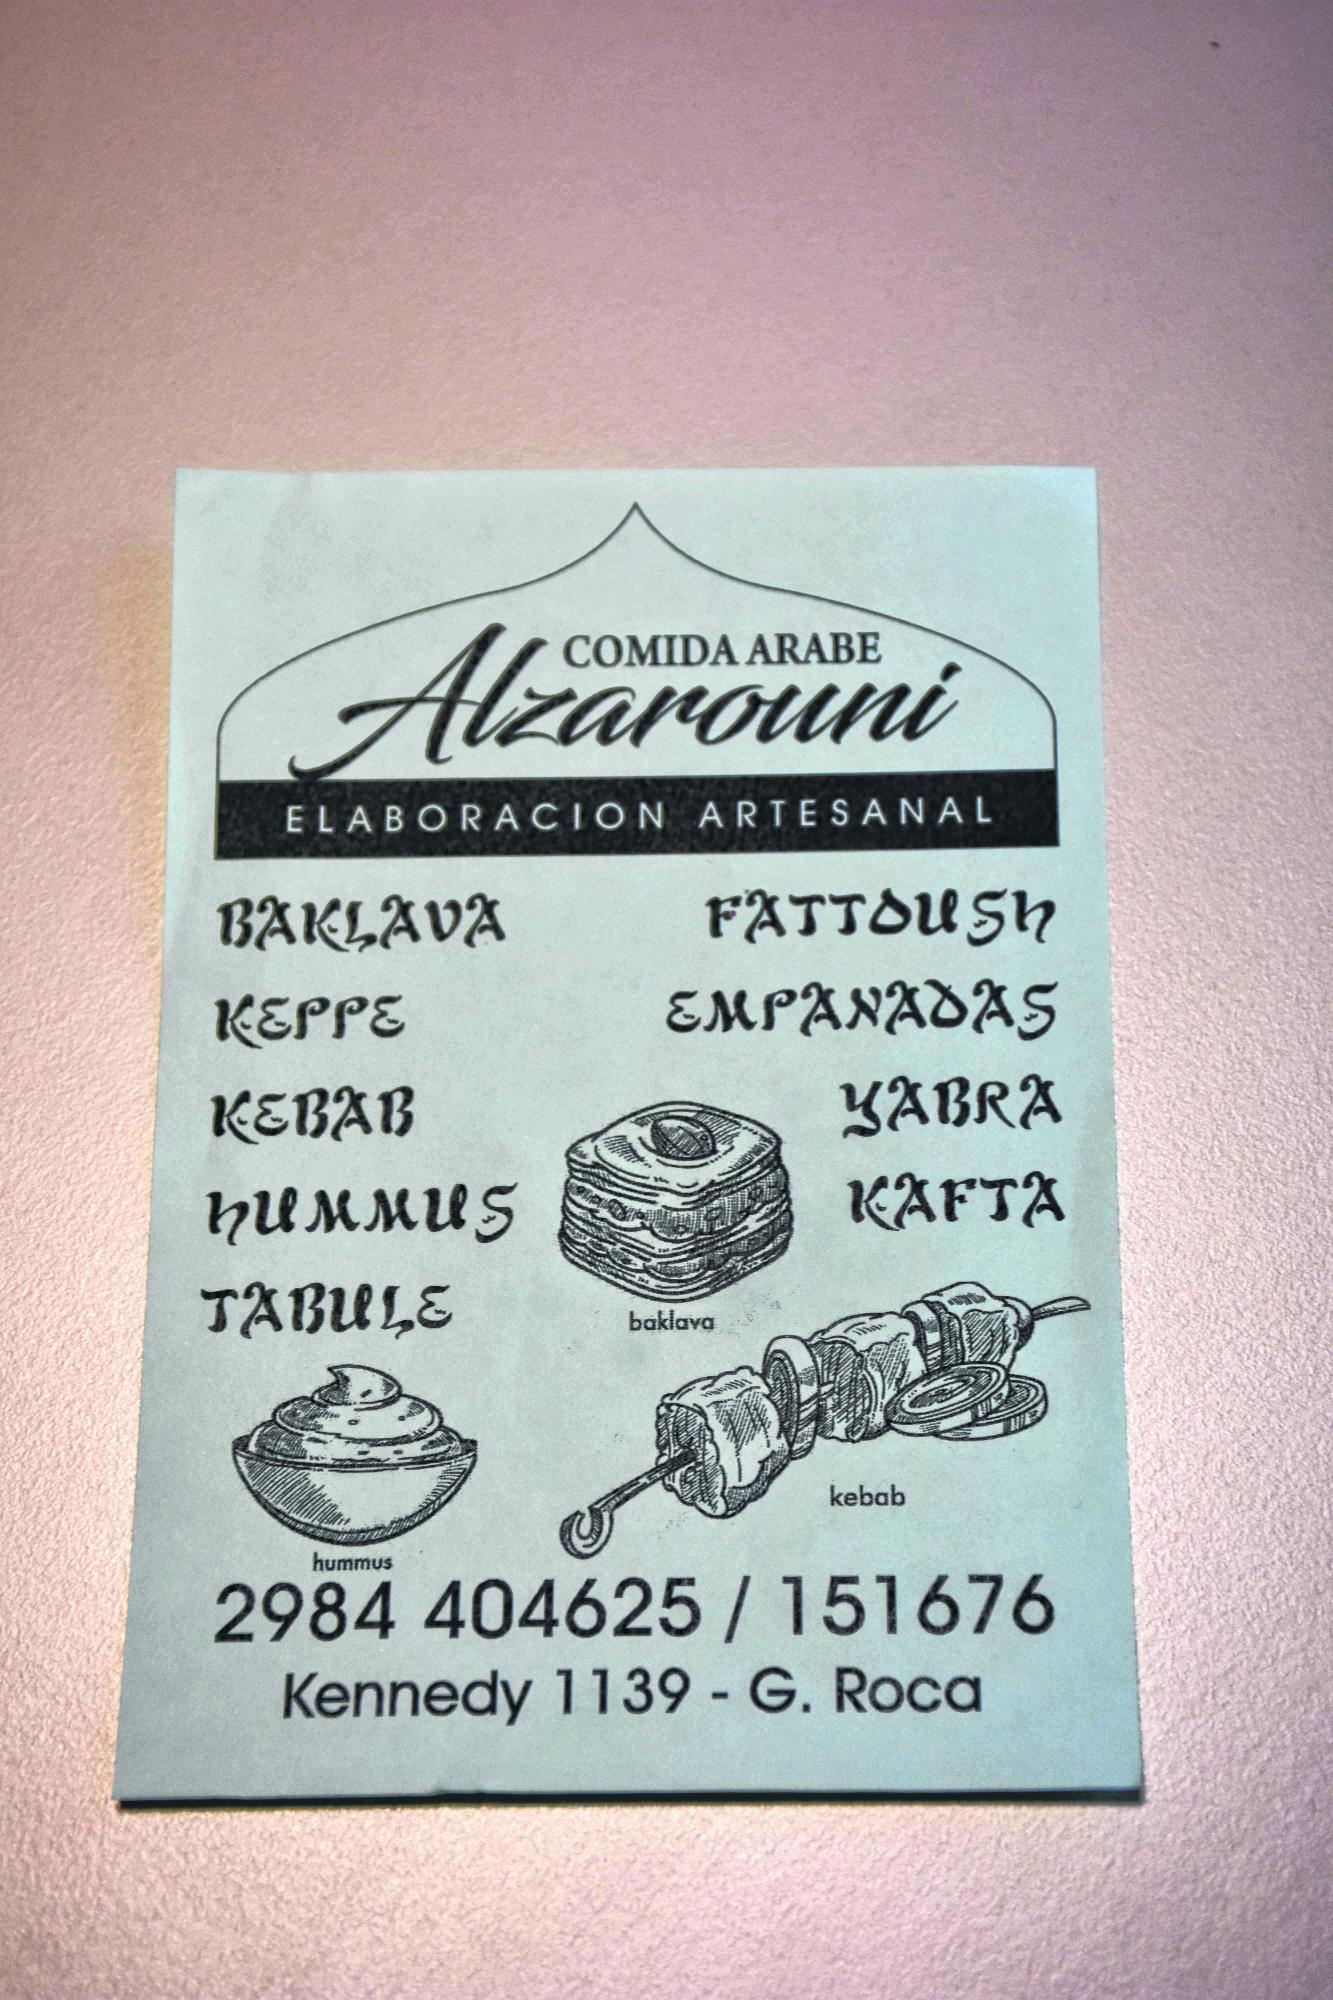 COMIDA ARABE
Alzarouni
ELABORACION ARTESANAL
BAKLAVA
KEPPE
KEBAB
HUMMUS
TABULE
FATTOUSH
EMPANADAS
YABRA
KAFTA
baklava
kebab
hummus
2984 404625 / 151676
Kennedy 1139 - G. Roca